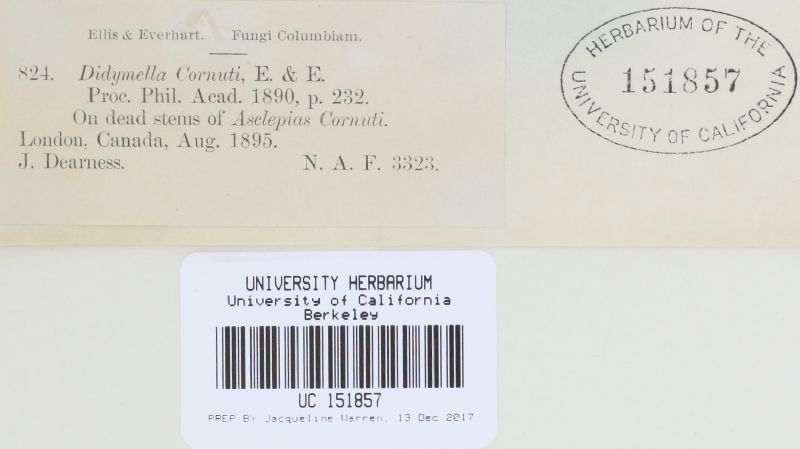 Ellis & Everhart. Fungi Columbiani.
824. Didymella Cornuti, E. & E.
Proc. Phil. Acad. 1890, p. 232.
On dead stems of Asclepias Cornuti.
London, Canada, Aug. 1895.
J. Dearness. N. A. F. 3323.
HERBARIUM OF THE
151857
UNIVERSITY OF CALIFORNIA
UNIVERSITY HERBARIUM
University of California
Berkeley
UC 151857
PREP BY Jacqueline Warren, 13 Dec 2017